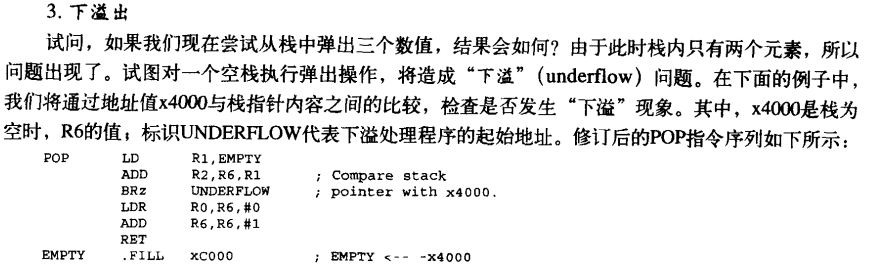 3. 下溢出
试问，如果我们现在尝试从栈中弹出三个数值，结果会如何？由于此时栈内只有两个元素，所以
问题出现了。试图对一个空栈执行弹出操作，将造成“下溢”（underflow）问题。在下面的例子中，
我们将通过地址值x4000与栈指针内容之间的比较，检查是否发生“下溢”现象。其中，x4000是栈为
空时，R6的值；标识UNDERFLOW代表下溢处理程序的起始地址。修订后的POP指令序列如下所示：
POP LD R1,EMPTY
ADD R2,R6,R1 ; Compare stack
BRz UNDERFLOW ; pointer with x4000.
LDR R0,R6,#0
ADD R6,R6,#1
RET
EMPTY .FILL xC000 ; EMPTY <-- -x4000